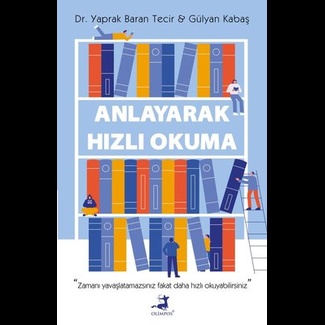 Dr. Yaprak Baran Tecir & Gülyan Kabaş
ANLAYARAK
HIZLI OKUMA
"Zamanı yavaşlatamazsınız fakat daha hızlı okuyabilirsiniz"
OLIMPOS